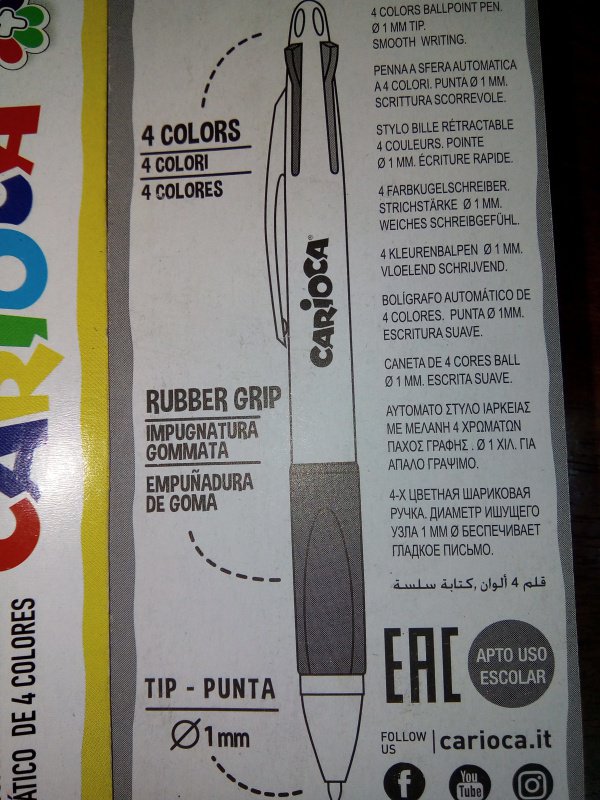 CARIOCA
ÁTICO DE 4 COLORES
4 COLORS
4 COLORI
4 COLORES
CARIOCA
RUBBER GRIP
IMPUGNATURA
GOMMATA
EMPUÑADURA
DE GOMA
TIP - PUNTA
Ø 1 mm
4 COLORS BALLPOINT PEN.
Ø 1 MM TIP.
SMOOTH WRITING.
PENNA A SFERA AUTOMATICA
A 4 COLORI. PUNTA Ø 1 MM.
SCRITTURA SCORREVOLE.
STYLO BILLE RÉTRACTABLE
4 COULEURS. POINTE
Ø 1 MM. ÉCRITURE RAPIDE.
4 FARBKUGELSCHREIBER.
STRICHSTÄRKE Ø 1 MM.
WEICHES SCHREIBGEFÜHL.
4 KLEURENBALPEN Ø 1 MM.
VLOELEND SCHRIJVEND.
BOLÍGRAFO AUTOMÁTICO DE
4 COLORES. PUNTA Ø 1MM.
ESCRITURA SUAVE.
CANETA DE 4 CORES BALL
Ø 1 MM. ESCRITA SUAVE.
ΑΥΤΟΜΑΤΟ ΣΤΥΛΟ ΙΑΡΚΕΙΑΣ
ΜΕ ΜΕΛΑΝΗ 4 ΧΡΩΜΑΤΩΝ
ΠΑΧΟΣ ΓΡΑΦΗΣ . Ø 1 ΧΙΛ. ΓΙΑ
ΑΠΑΛΟ ΓΡΑΨΙΜΟ.
4-Х ЦВЕТНАЯ ШАРИКОВАЯ
РУЧКА. ДИАМЕТР ИШУЩЕГО
УЗЛА 1 ММ Ø БЕСПЕЧИВАЕТ
ГЛАДКОЕ ПИСЬМО.
قلم 4 ألوان ,كتابة سلسة
EAC
APTO USO
ESCOLAR
FOLLOW
US
carioca.it
f
You
Tube